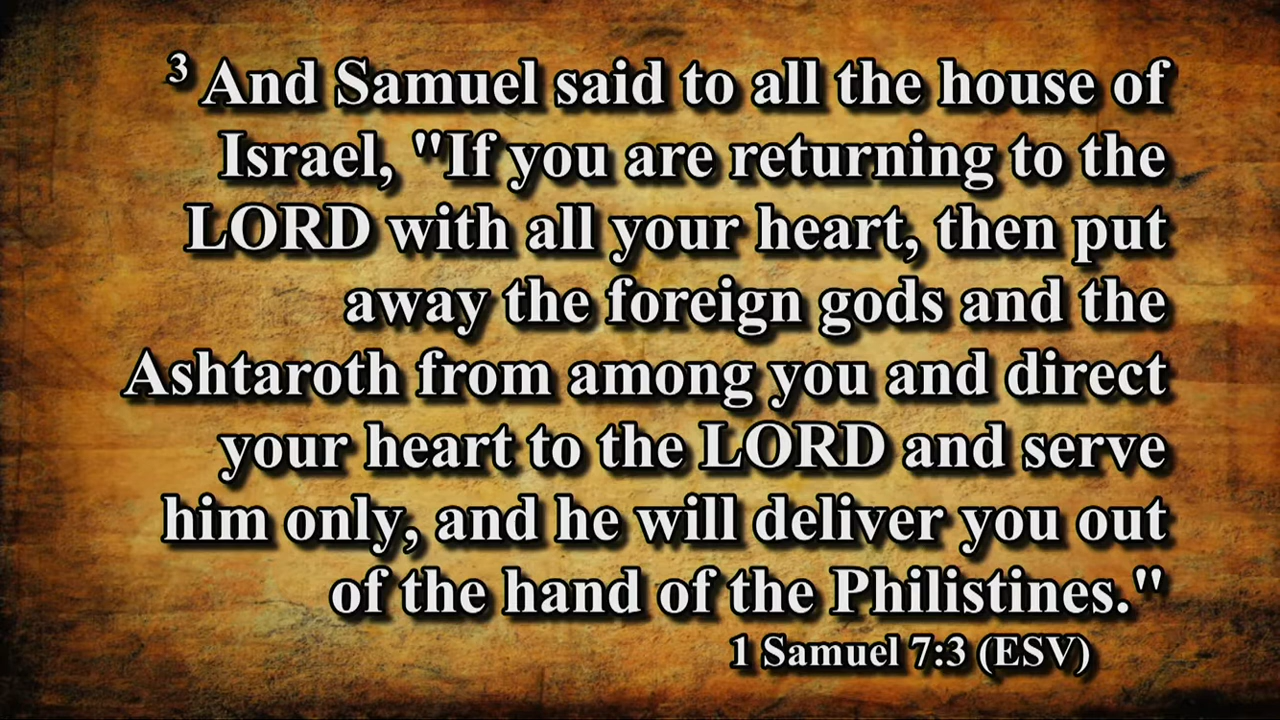 ³ And Samuel said to all the house of
Israel, "If you are returning to the
LORD with all your heart, then put
away the foreign gods and the
Ashtaroth from among you and direct
your heart to the LORD and serve
him only, and he will deliver you out
of the hand of the Philistines."
1 Samuel 7:3 (ESV)